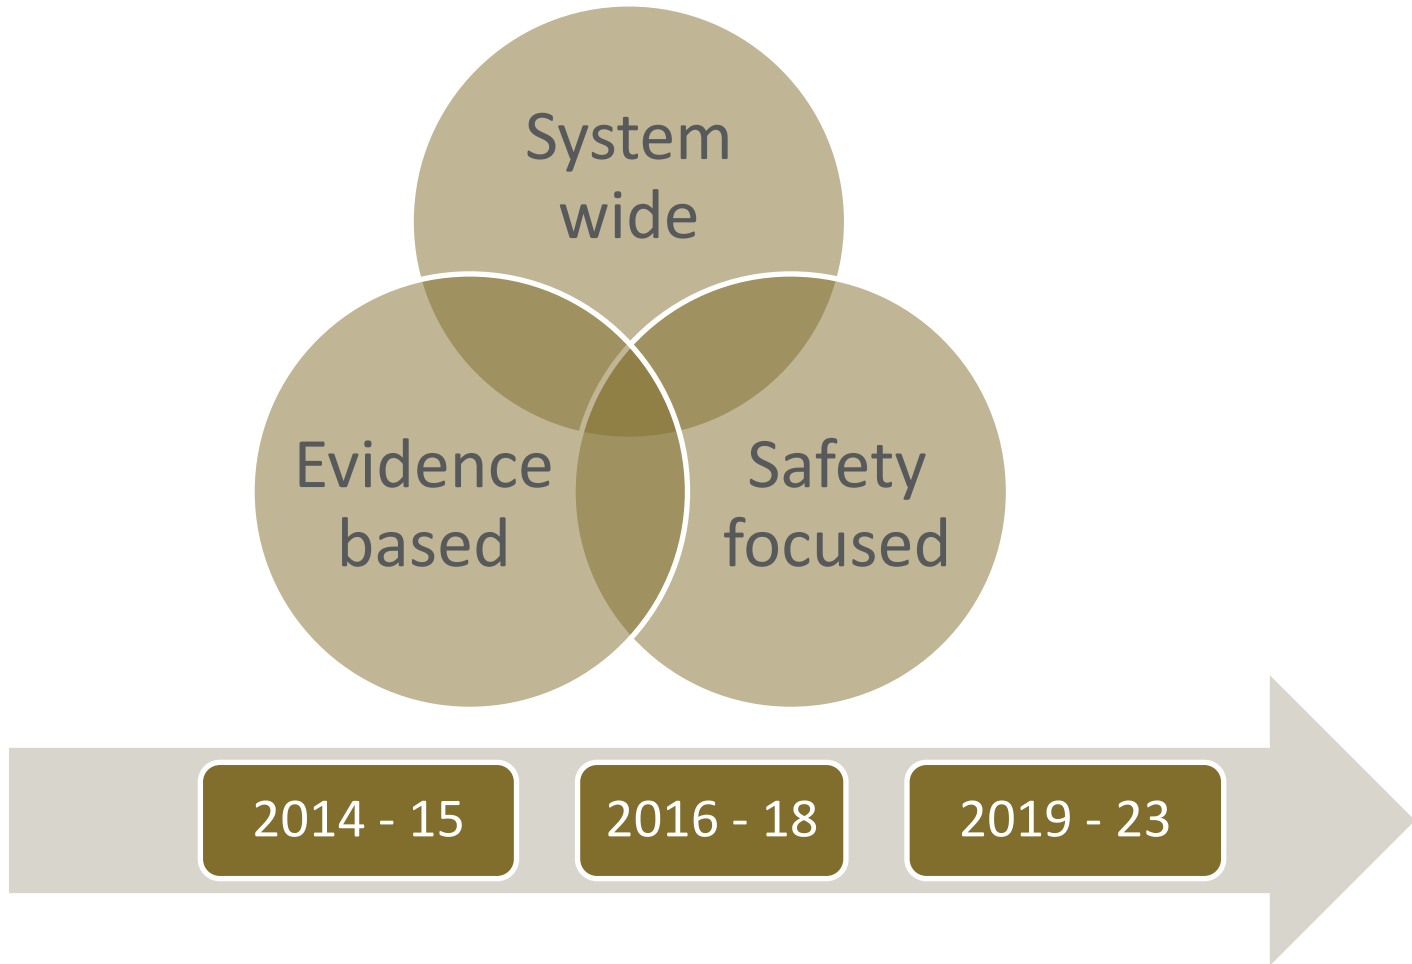 System
wide
Evidence
based
Safety
focused
2014 - 15
2016 - 18
2019 - 23